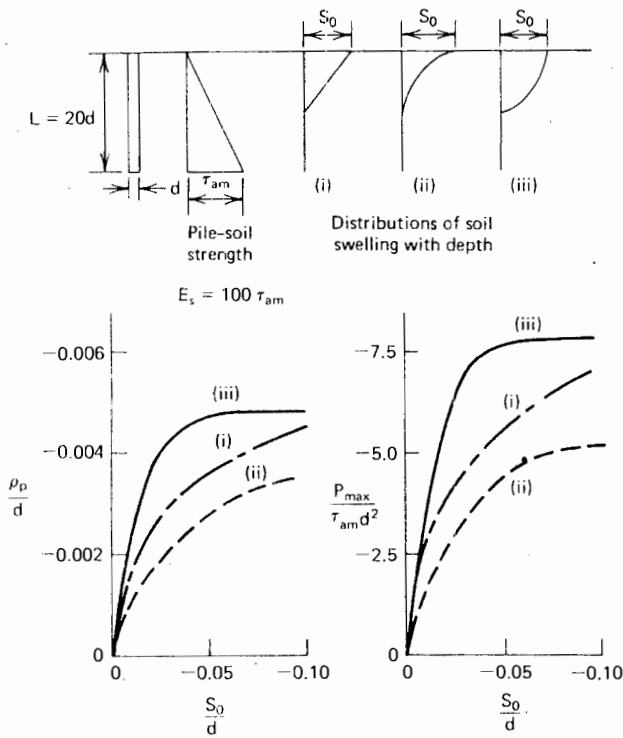 S₀ S₀ S₀
L = 20d
d
τam
(i) (ii) (iii)
Pile-soil
strength
Distributions of soil
swelling with depth
Eₛ = 100 τam
−0.006
−0.004
−0.002
0
ρp
d
(iii)
(i)
(ii)
0 −0.05 −0.10
S₀
d
−7.5
−5.0
−2.5
0
Pmax
τam d²
(iii)
(i)
(ii)
0 −0.05 −0.10
S₀
d